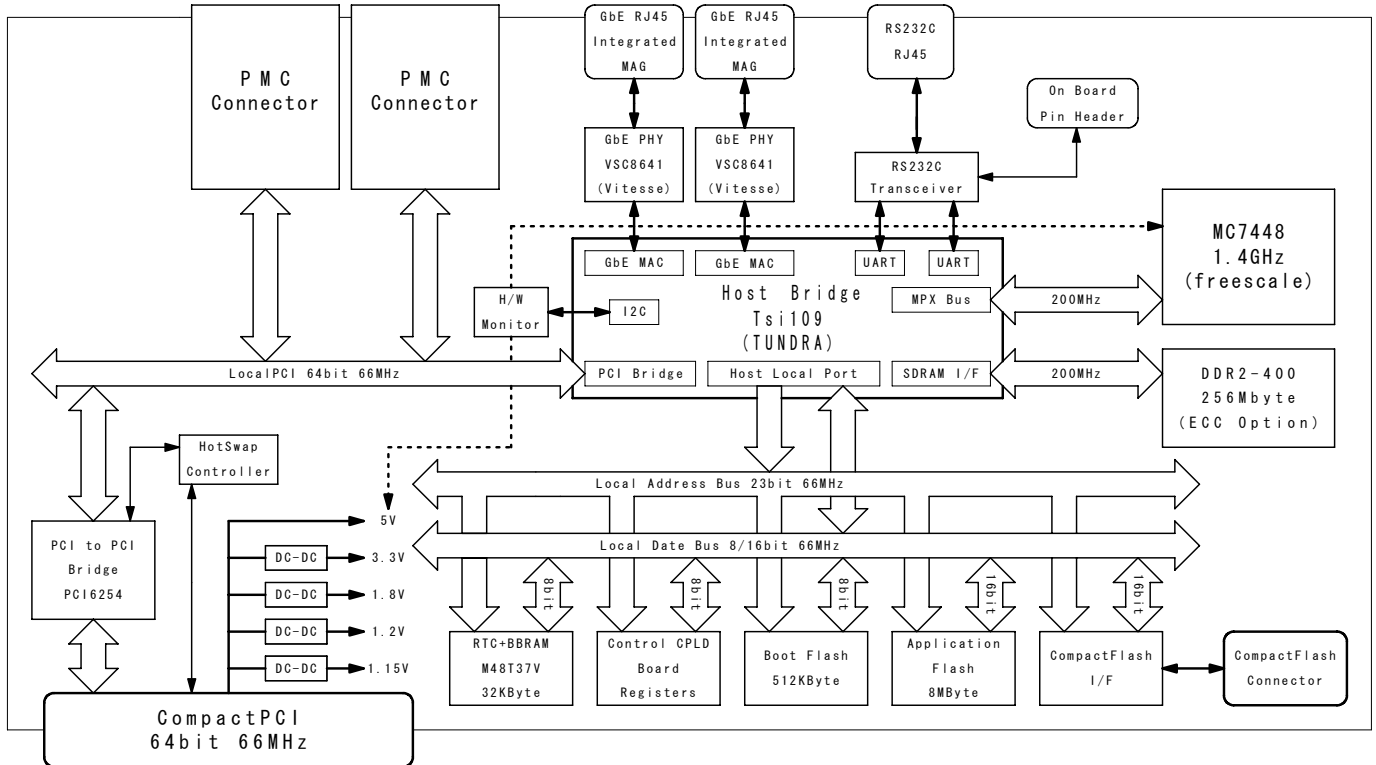 PMC
Connector
PMC
Connector
GbE RJ45
Integrated
MAG
GbE RJ45
Integrated
MAG
RS232C
RJ45
On Board
Pin Header
GbE PHY
VSC8641
(Vitesse)
GbE PHY
VSC8641
(Vitesse)
RS232C
Transceiver
GbE MAC
GbE MAC
UART
UART
H/W
Monitor
I2C
Host Bridge
Tsi109
(TUNDRA)
MPX Bus
200MHz
MC7448
1.4GHz
(freescale)
LocalPCI 64bit 66MHz
PCI Bridge
Host Local Port
SDRAM I/F
200MHz
DDR2-400
256Mbyte
(ECC Option)
HotSwap
Controller
Local Address Bus 23bit 66MHz
PCI to PCI
Bridge
PCI6254
5V
DC-DC
3.3V
DC-DC
1.8V
DC-DC
1.2V
DC-DC
1.15V
Local Date Bus 8/16bit 66MHz
8bit
8bit
8bit
16bit
16bit
RTC+BBRAM
M48T37V
32KByte
Control CPLD
Board
Registers
Boot Flash
512KByte
Application
Flash
8MByte
CompactFlash
I/F
CompactFlash
Connector
CompactPCI
64bit 66MHz